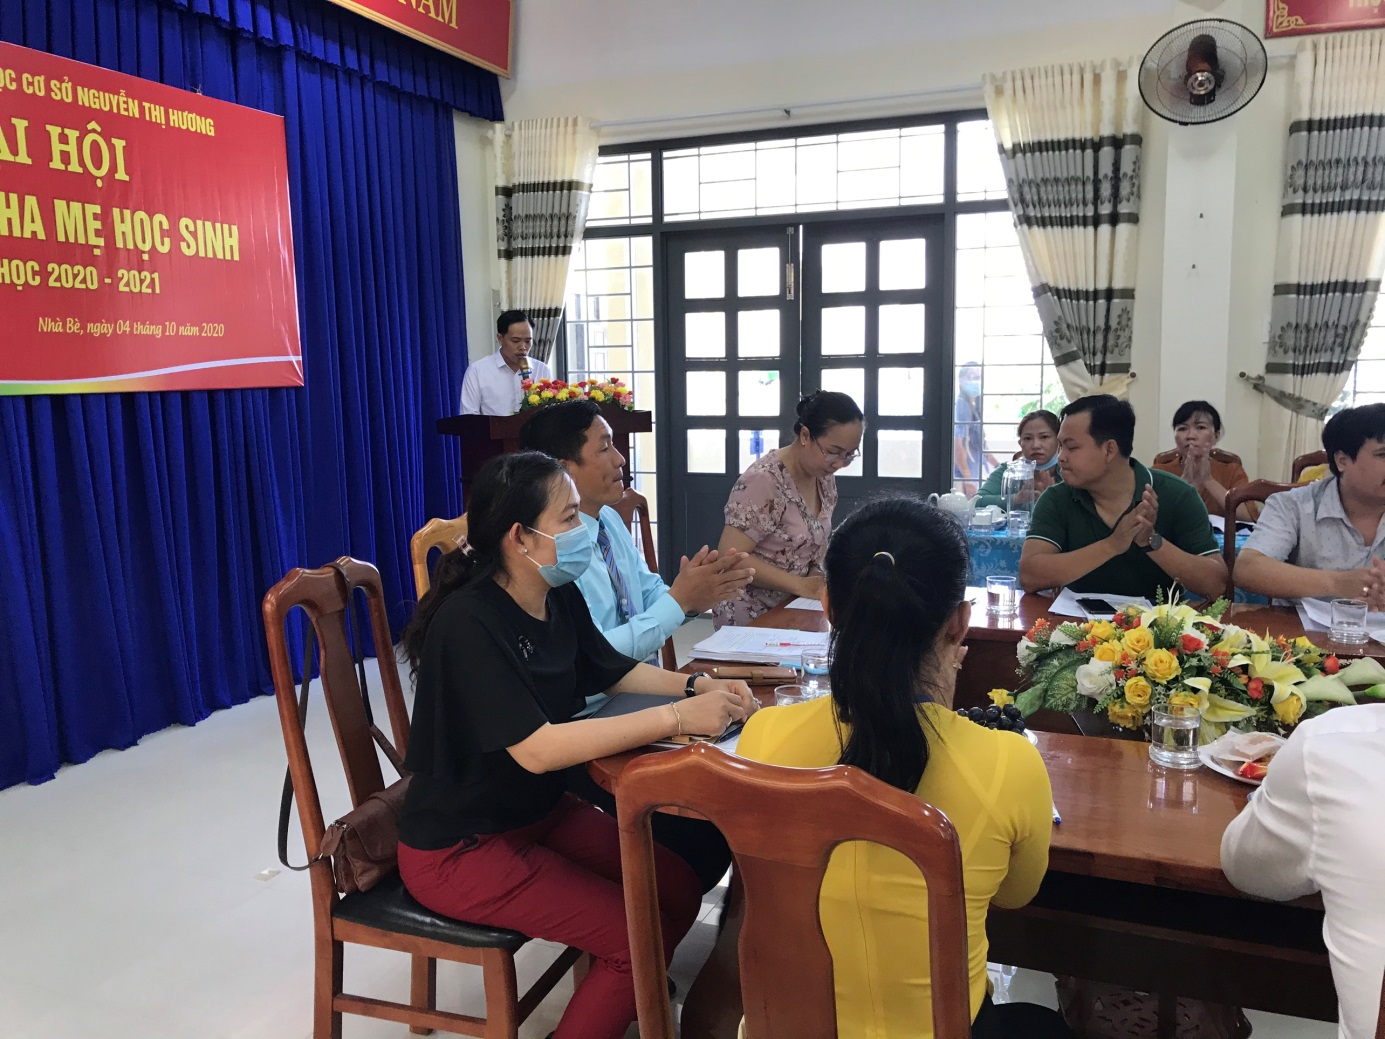 NAM
ỌC CƠ SỞ NGUYỄN THỊ HƯƠNG
ẠI HỘI
HA MẸ HỌC SINH
HỌC 2020 - 2021
Nhà Bè, ngày 04 tháng 10 năm 2020